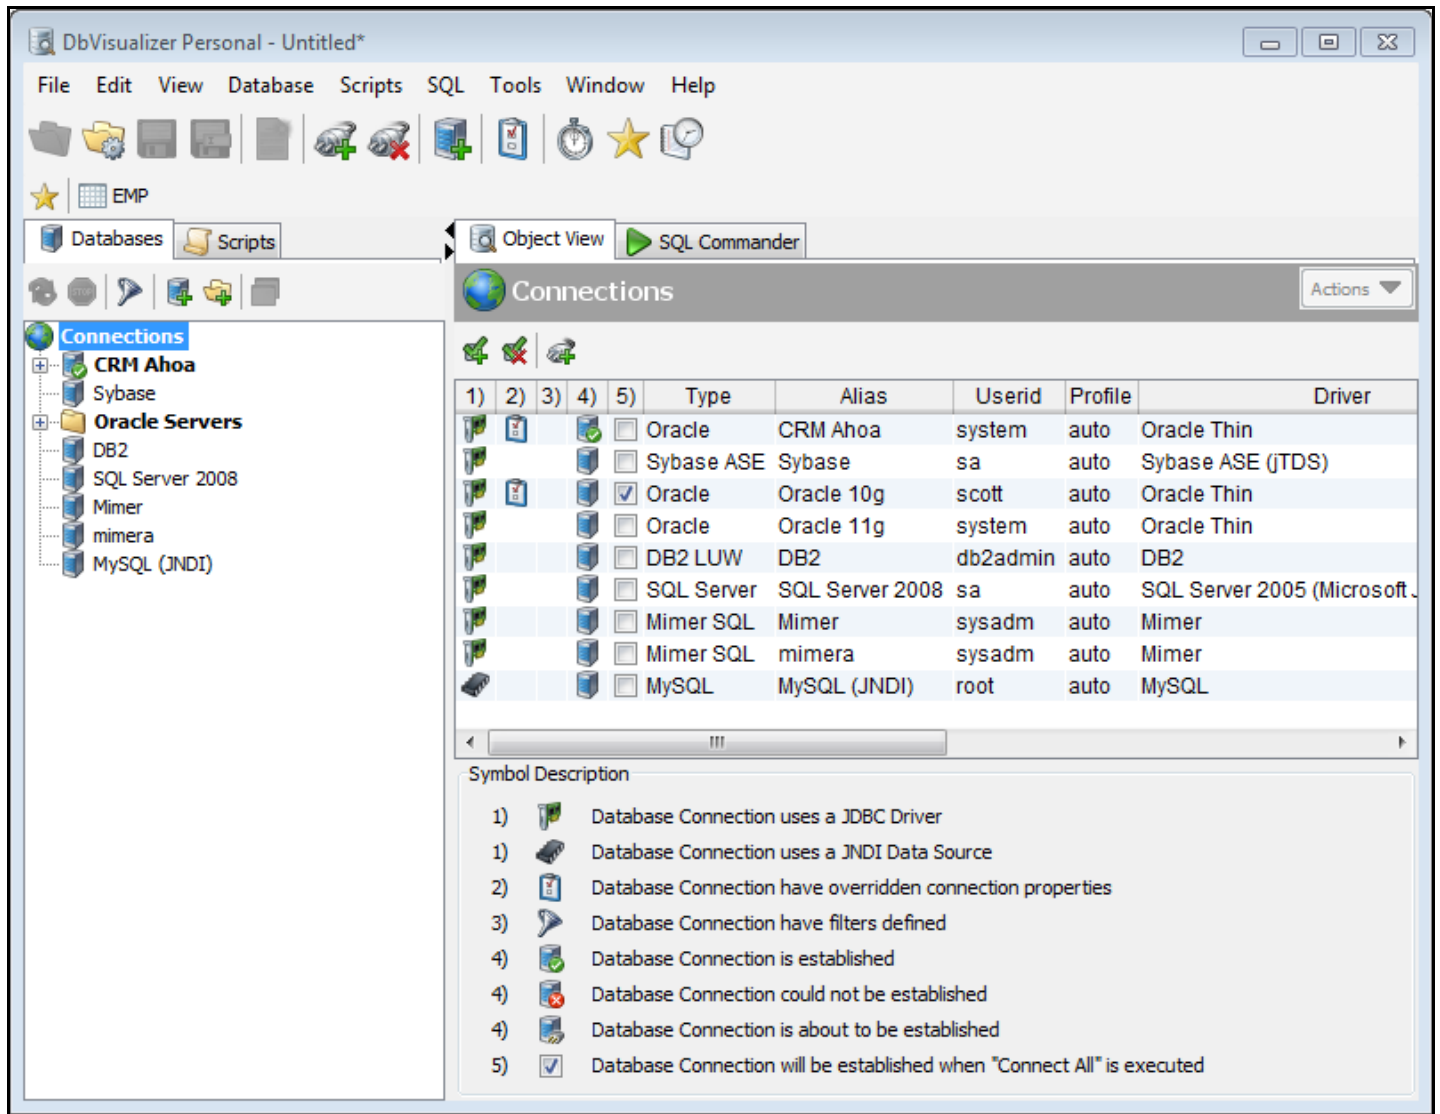 DbVisualizer Personal - Untitled*
File Edit View Database Scripts SQL Tools Window Help
EMP
Databases Scripts Object View SQL Commander
STOP
Connections Actions
Connections
CRM Ahoa
Sybase
Oracle Servers
DB2
SQL Server 2008
Mimer
mimera
MySQL (JNDI)
1) 2) 3) 4) 5) Type Alias Userid Profile Driver
Oracle CRM Ahoa system auto Oracle Thin
Sybase ASE Sybase sa auto Sybase ASE (jTDS)
Oracle Oracle 10g scott auto Oracle Thin
Oracle Oracle 11g system auto Oracle Thin
DB2 LUW DB2 db2admin auto DB2
SQL Server SQL Server 2008 sa auto SQL Server 2005 (Microsoft J
Mimer SQL Mimer sysadm auto Mimer
Mimer SQL mimera sysadm auto Mimer
MySQL MySQL (JNDI) root auto MySQL
Symbol Description
1) Database Connection uses a JDBC Driver
1) Database Connection uses a JNDI Data Source
2) Database Connection have overridden connection properties
3) Database Connection have filters defined
4) Database Connection is established
4) Database Connection could not be established
4) Database Connection is about to be established
5) Database Connection will be established when "Connect All" is executed